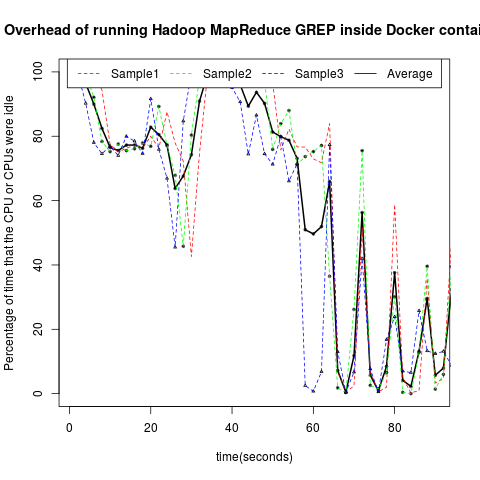 Overhead of running Hadoop MapReduce GREP inside Docker contai
Sample1 Sample2 Sample3 Average
Percentage of time that the CPU or CPUs were idle
100
80
60
40
20
0
0 20 40 60 80
time(seconds)